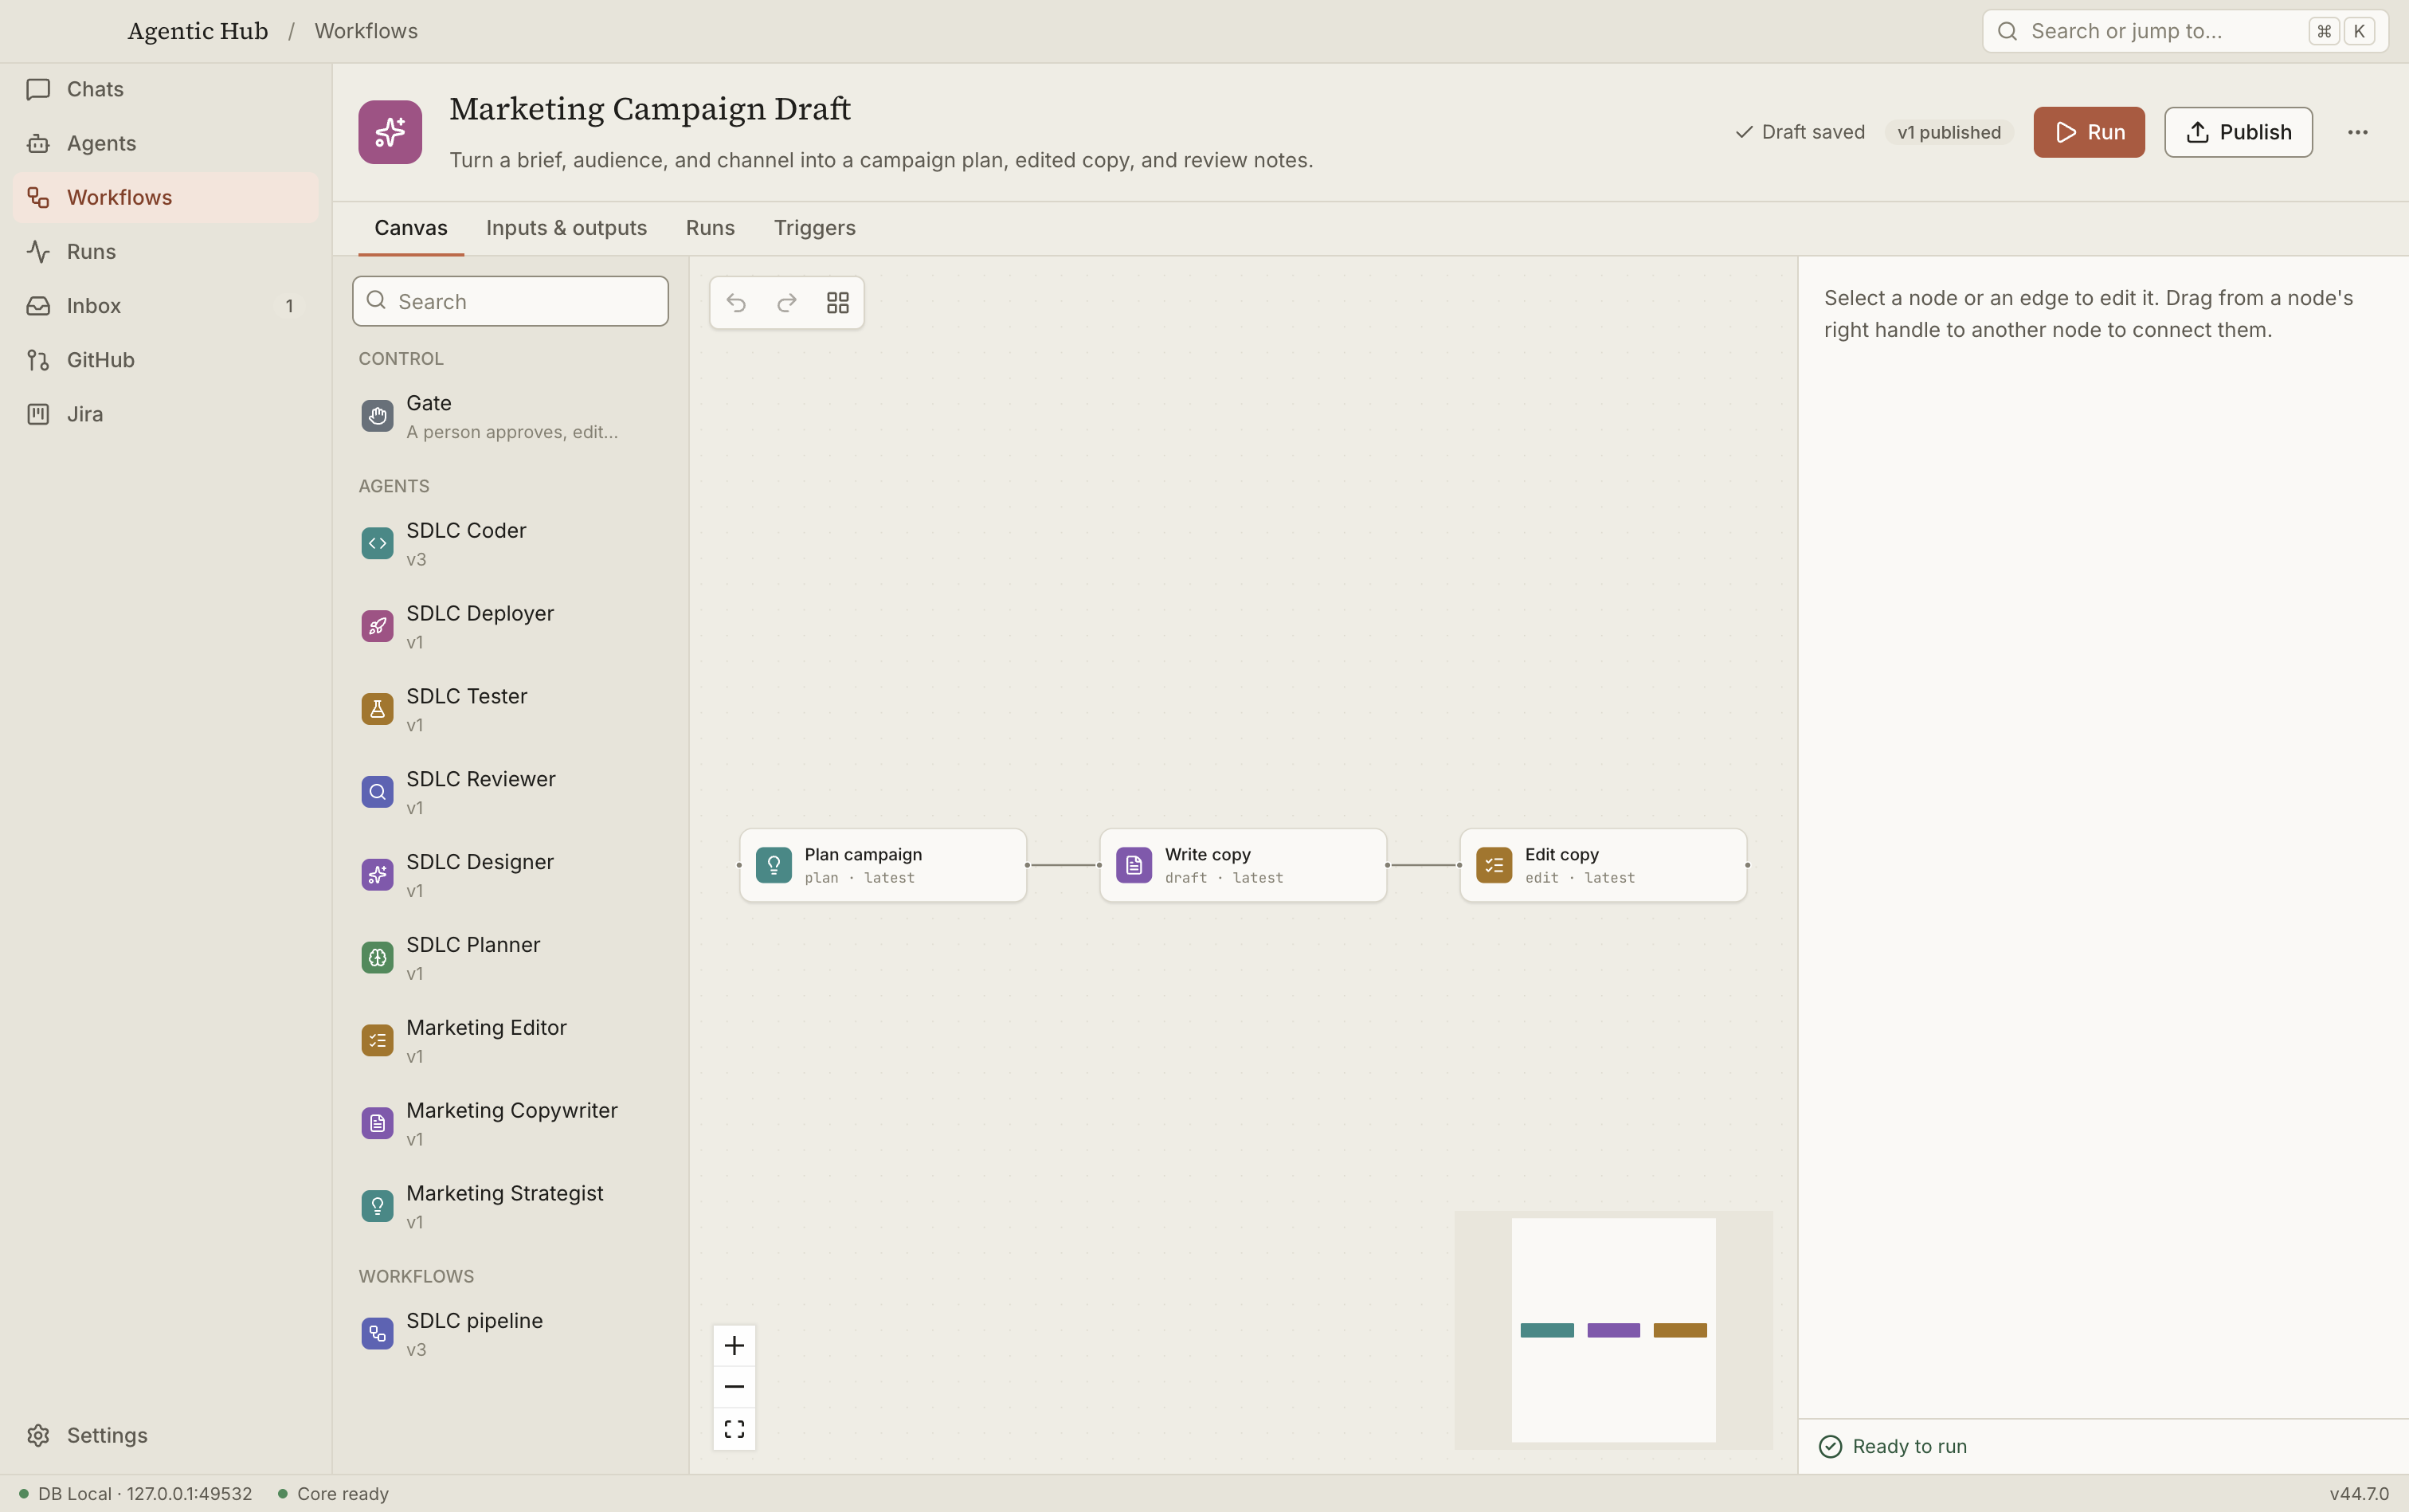 Agentic Hub / Workflows
Search or jump to... ⌘ K
Chats
Agents
Workflows
Runs
Inbox 1
GitHub
Jira
Settings
Marketing Campaign Draft
Turn a brief, audience, and channel into a campaign plan, edited copy, and review notes.
Draft saved
v1 published
Run
Publish
Canvas
Inputs & outputs
Runs
Triggers
Search
CONTROL
Gate
A person approves, edit...
AGENTS
SDLC Coder
v3
SDLC Deployer
v1
SDLC Tester
v1
SDLC Reviewer
v1
SDLC Designer
v1
SDLC Planner
v1
Marketing Editor
v1
Marketing Copywriter
v1
Marketing Strategist
v1
WORKFLOWS
SDLC pipeline
v3
Plan campaign
plan · latest
Write copy
draft · latest
Edit copy
edit · latest
Select a node or an edge to edit it. Drag from a node's
right handle to another node to connect them.
Ready to run
DB Local · 127.0.0.1:49532
Core ready
v44.7.0